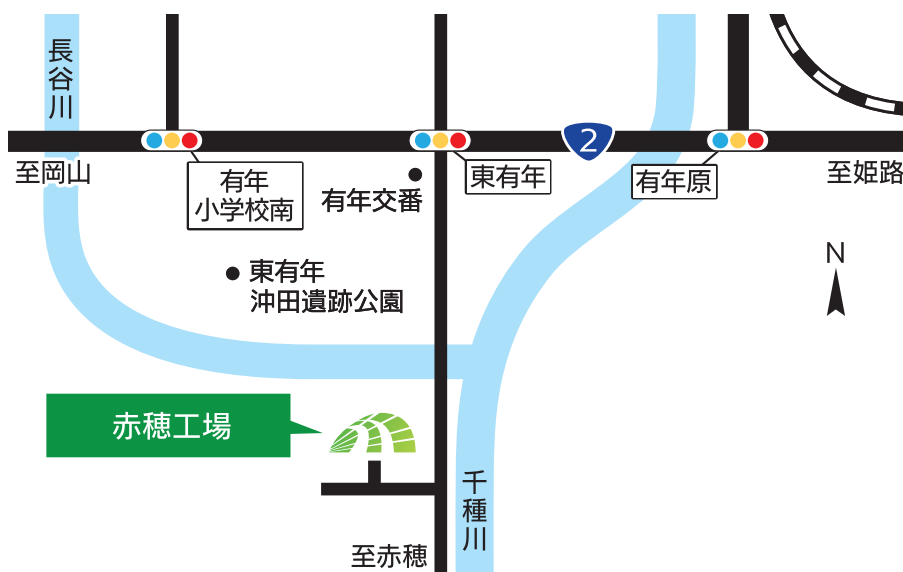 長谷川
2
至岡山
有年
小学校南
有年交番
東有年
有年原
至姫路
N
東有年
沖田遺跡公園
赤穂工場
千種川
至赤穂